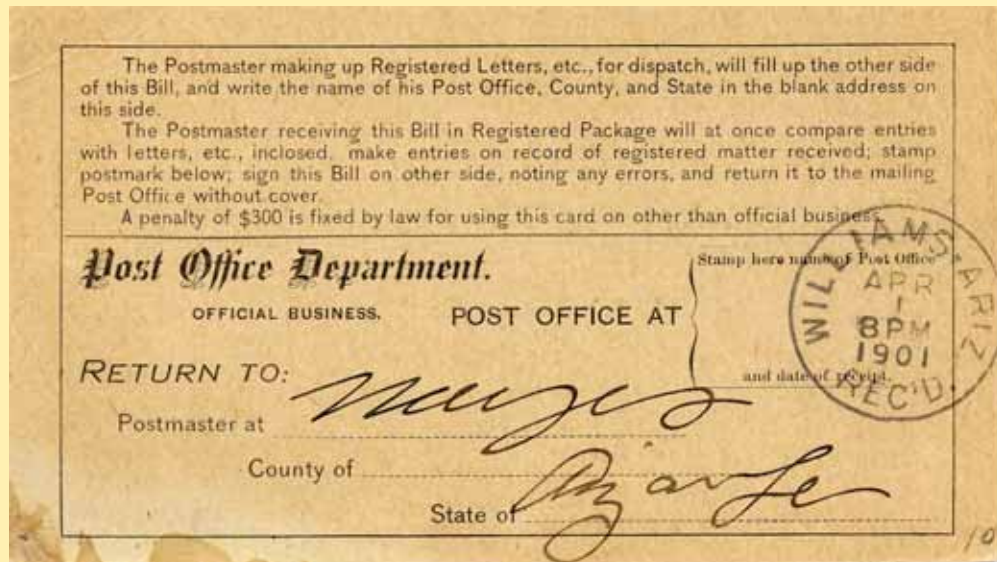 The Postmaster making up Registered Letters, etc., for dispatch, will fill up the other side
of this Bill, and write the name of his Post Office, County, and State in the blank address on
this side.
The Postmaster receiving this Bill in Registered Package will at once compare entries
with letters, etc., inclosed, make entries on record of registered matter received; stamp
postmark below; sign this Bill on other side, noting any errors, and return it to the mailing
Post Office without cover.
A penalty of $300 is fixed by law for using this card on other than official business.
Post Office Department.
OFFICIAL BUSINESS.
POST OFFICE AT
Stamp here name of Post Office
and date of receipt.
WILLIAMS, ARIZ.
APR
1
8PM
1901
REC'D.
RETURN TO:
Postmaster at
County of
State of
10